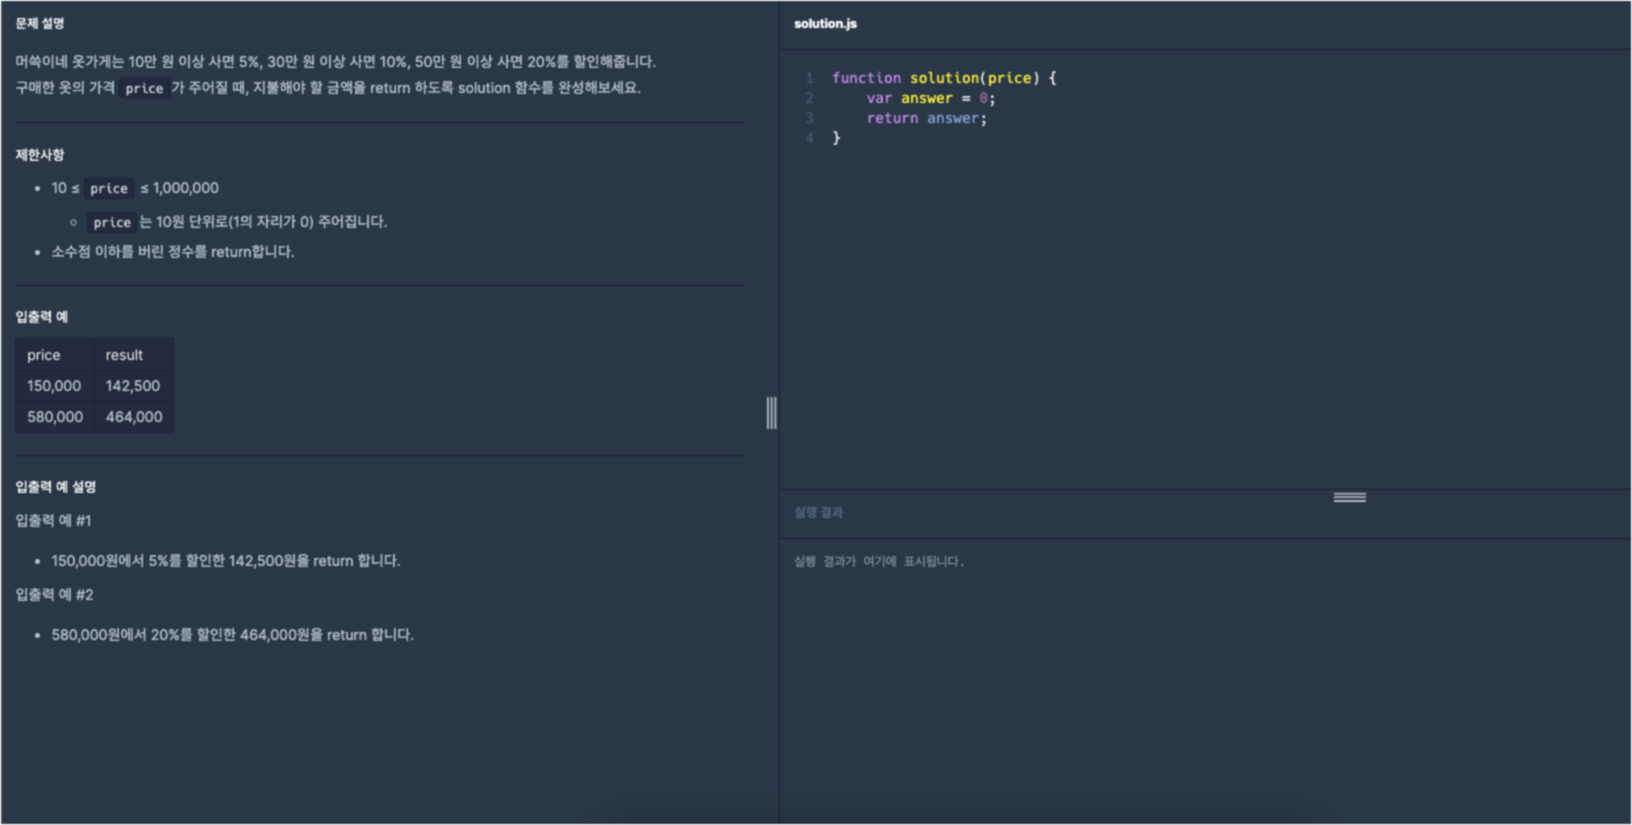 문제 설명
머쓱이네 옷가게는 10만 원 이상 사면 5%, 30만 원 이상 사면 10%, 50만 원 이상 사면 20%를 할인해줍니다.
구매한 옷의 가격 price 가 주어질 때, 지불해야 할 금액을 return 하도록 solution 함수를 완성해보세요.
제한사항
• 10 ≤ price ≤ 1,000,000
◦ price 는 10원 단위로(1의 자리가 0) 주어집니다.
• 소수점 이하를 버린 정수를 return합니다.
입출력 예
price result
150,000 142,500
580,000 464,000
입출력 예 설명
입출력 예 #1
• 150,000원에서 5%를 할인한 142,500원을 return 합니다.
입출력 예 #2
• 580,000원에서 20%를 할인한 464,000원을 return 합니다.
solution.js
1 function solution(price) {
2     var answer = 0;
3     return answer;
4 }
실행 결과
실행 결과가 여기에 표시됩니다.